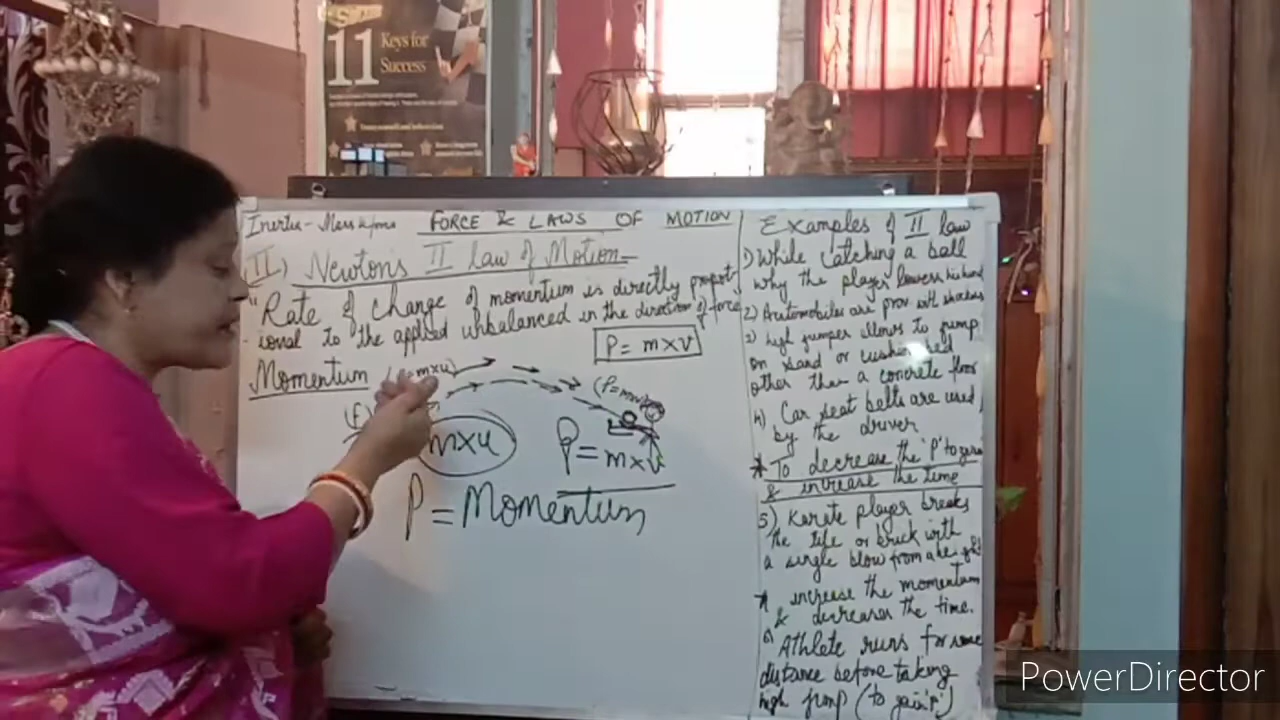 11
Keys for
Success
Inertia - Mass
FORCE & LAWS OF MOTION
II) Newtons II law of Motion
"Rate of change of momentum is directly proport-
ional to the applied unbalanced in the direction of force
P = m×v
Momentum
m×u)
(P=mv)
(F)
m×u
P = m×v
P = Momentum
Examples of II law
1) While catching a ball
why the player lowers his hand
2) Automobiles are prov with shockers
3) high jumper allows to jump
on sand or cushion bed
other than a concrete floor
4) Car seat belts are used
by the driver
* To decrease the 'P' to zero
& increase the time
5) Karate player breaks
the tile or brick with
a single blow from
* increase the momentum
& decreases the time.
6) Athlete runs for some
distance before taking
high jump (to gain 'P')
PowerDirector